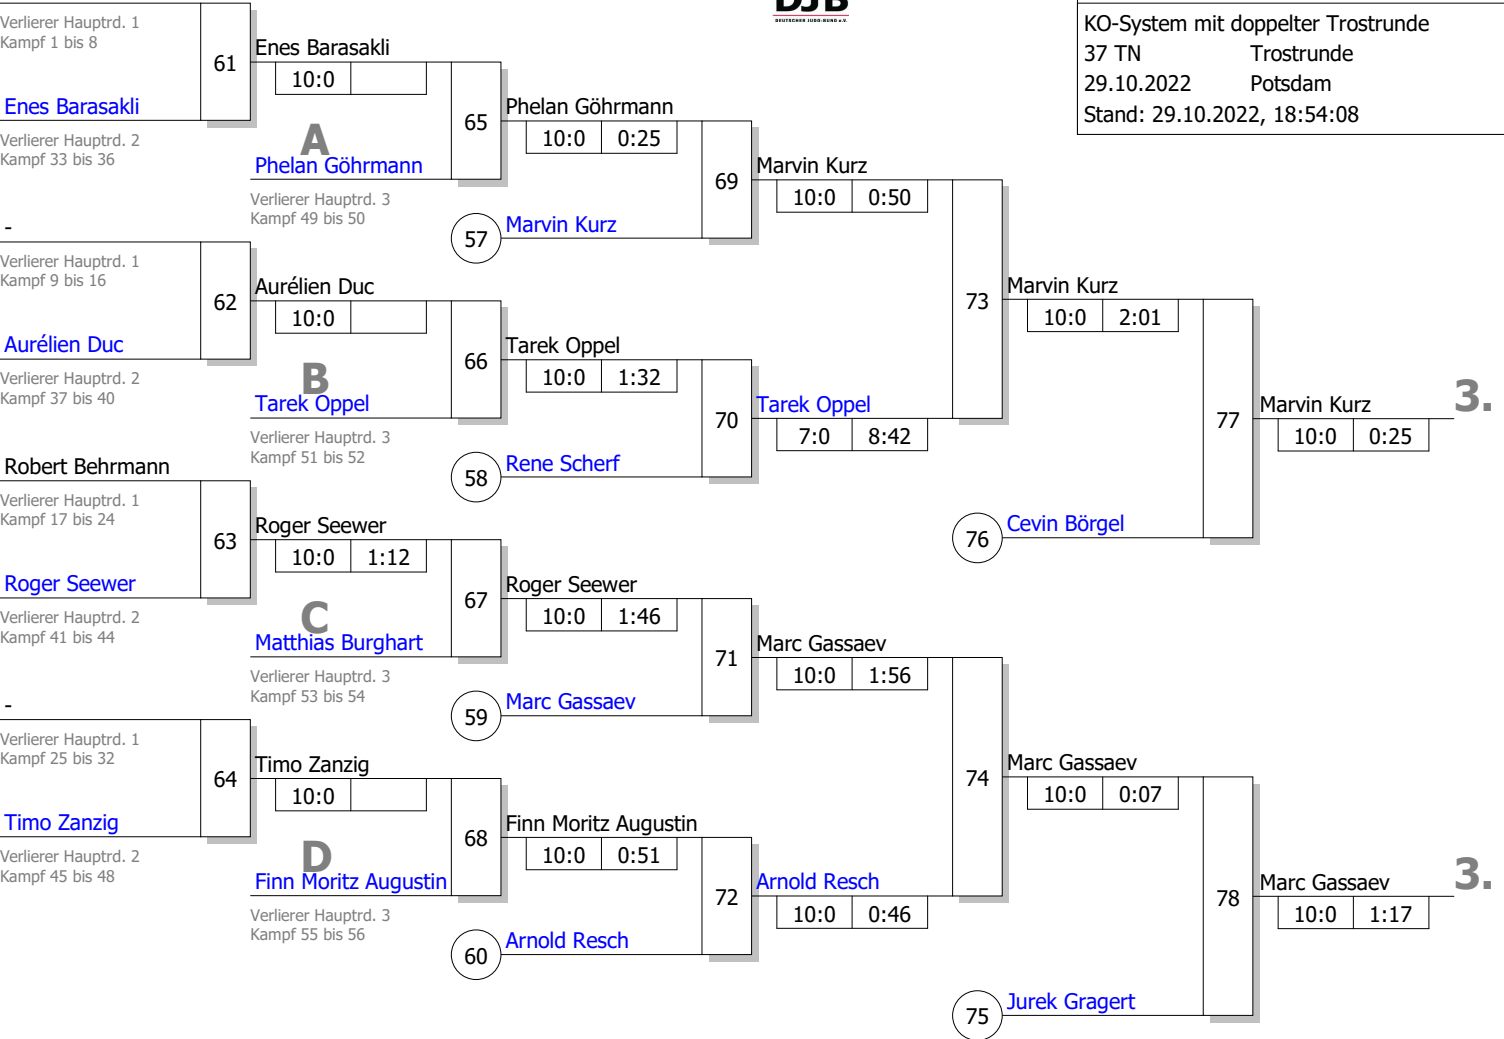 DJB
DEUTSCHER JUDO-BUND e.V.
KO-System mit doppelter Trostrunde
37 TN Trostrunde
29.10.2022 Potsdam
Stand: 29.10.2022, 18:54:08
Verlierer Hauptrd. 1
Kampf 1 bis 8
61
Enes Barasakli
10:0
Enes Barasakli
Verlierer Hauptrd. 2
Kampf 33 bis 36
A
65
Phelan Göhrmann
10:0 0:25
Phelan Göhrmann
Verlierer Hauptrd. 3
Kampf 49 bis 50
69
Marvin Kurz
10:0 0:50
57
Marvin Kurz
-
Verlierer Hauptrd. 1
Kampf 9 bis 16
62
Aurélien Duc
10:0
73
Marvin Kurz
10:0 2:01
Aurélien Duc
Verlierer Hauptrd. 2
Kampf 37 bis 40
B
66
Tarek Oppel
10:0 1:32
Tarek Oppel
Verlierer Hauptrd. 3
Kampf 51 bis 52
70
Tarek Oppel
7:0 8:42
58
Rene Scherf
77
Marvin Kurz
3.
10:0 0:25
76
Cevin Börgel
Robert Behrmann
Verlierer Hauptrd. 1
Kampf 17 bis 24
63
Roger Seewer
10:0 1:12
Roger Seewer
Verlierer Hauptrd. 2
Kampf 41 bis 44
C
67
Roger Seewer
10:0 1:46
Matthias Burghart
Verlierer Hauptrd. 3
Kampf 53 bis 54
71
Marc Gassaev
10:0 1:56
59
Marc Gassaev
-
Verlierer Hauptrd. 1
Kampf 25 bis 32
64
Timo Zanzig
10:0
74
Marc Gassaev
10:0 0:07
Timo Zanzig
Verlierer Hauptrd. 2
Kampf 45 bis 48
D
68
Finn Moritz Augustin
10:0 0:51
Finn Moritz Augustin
Verlierer Hauptrd. 3
Kampf 55 bis 56
72
Arnold Resch
10:0 0:46
60
Arnold Resch
78
Marc Gassaev
3.
10:0 1:17
75
Jurek Gragert